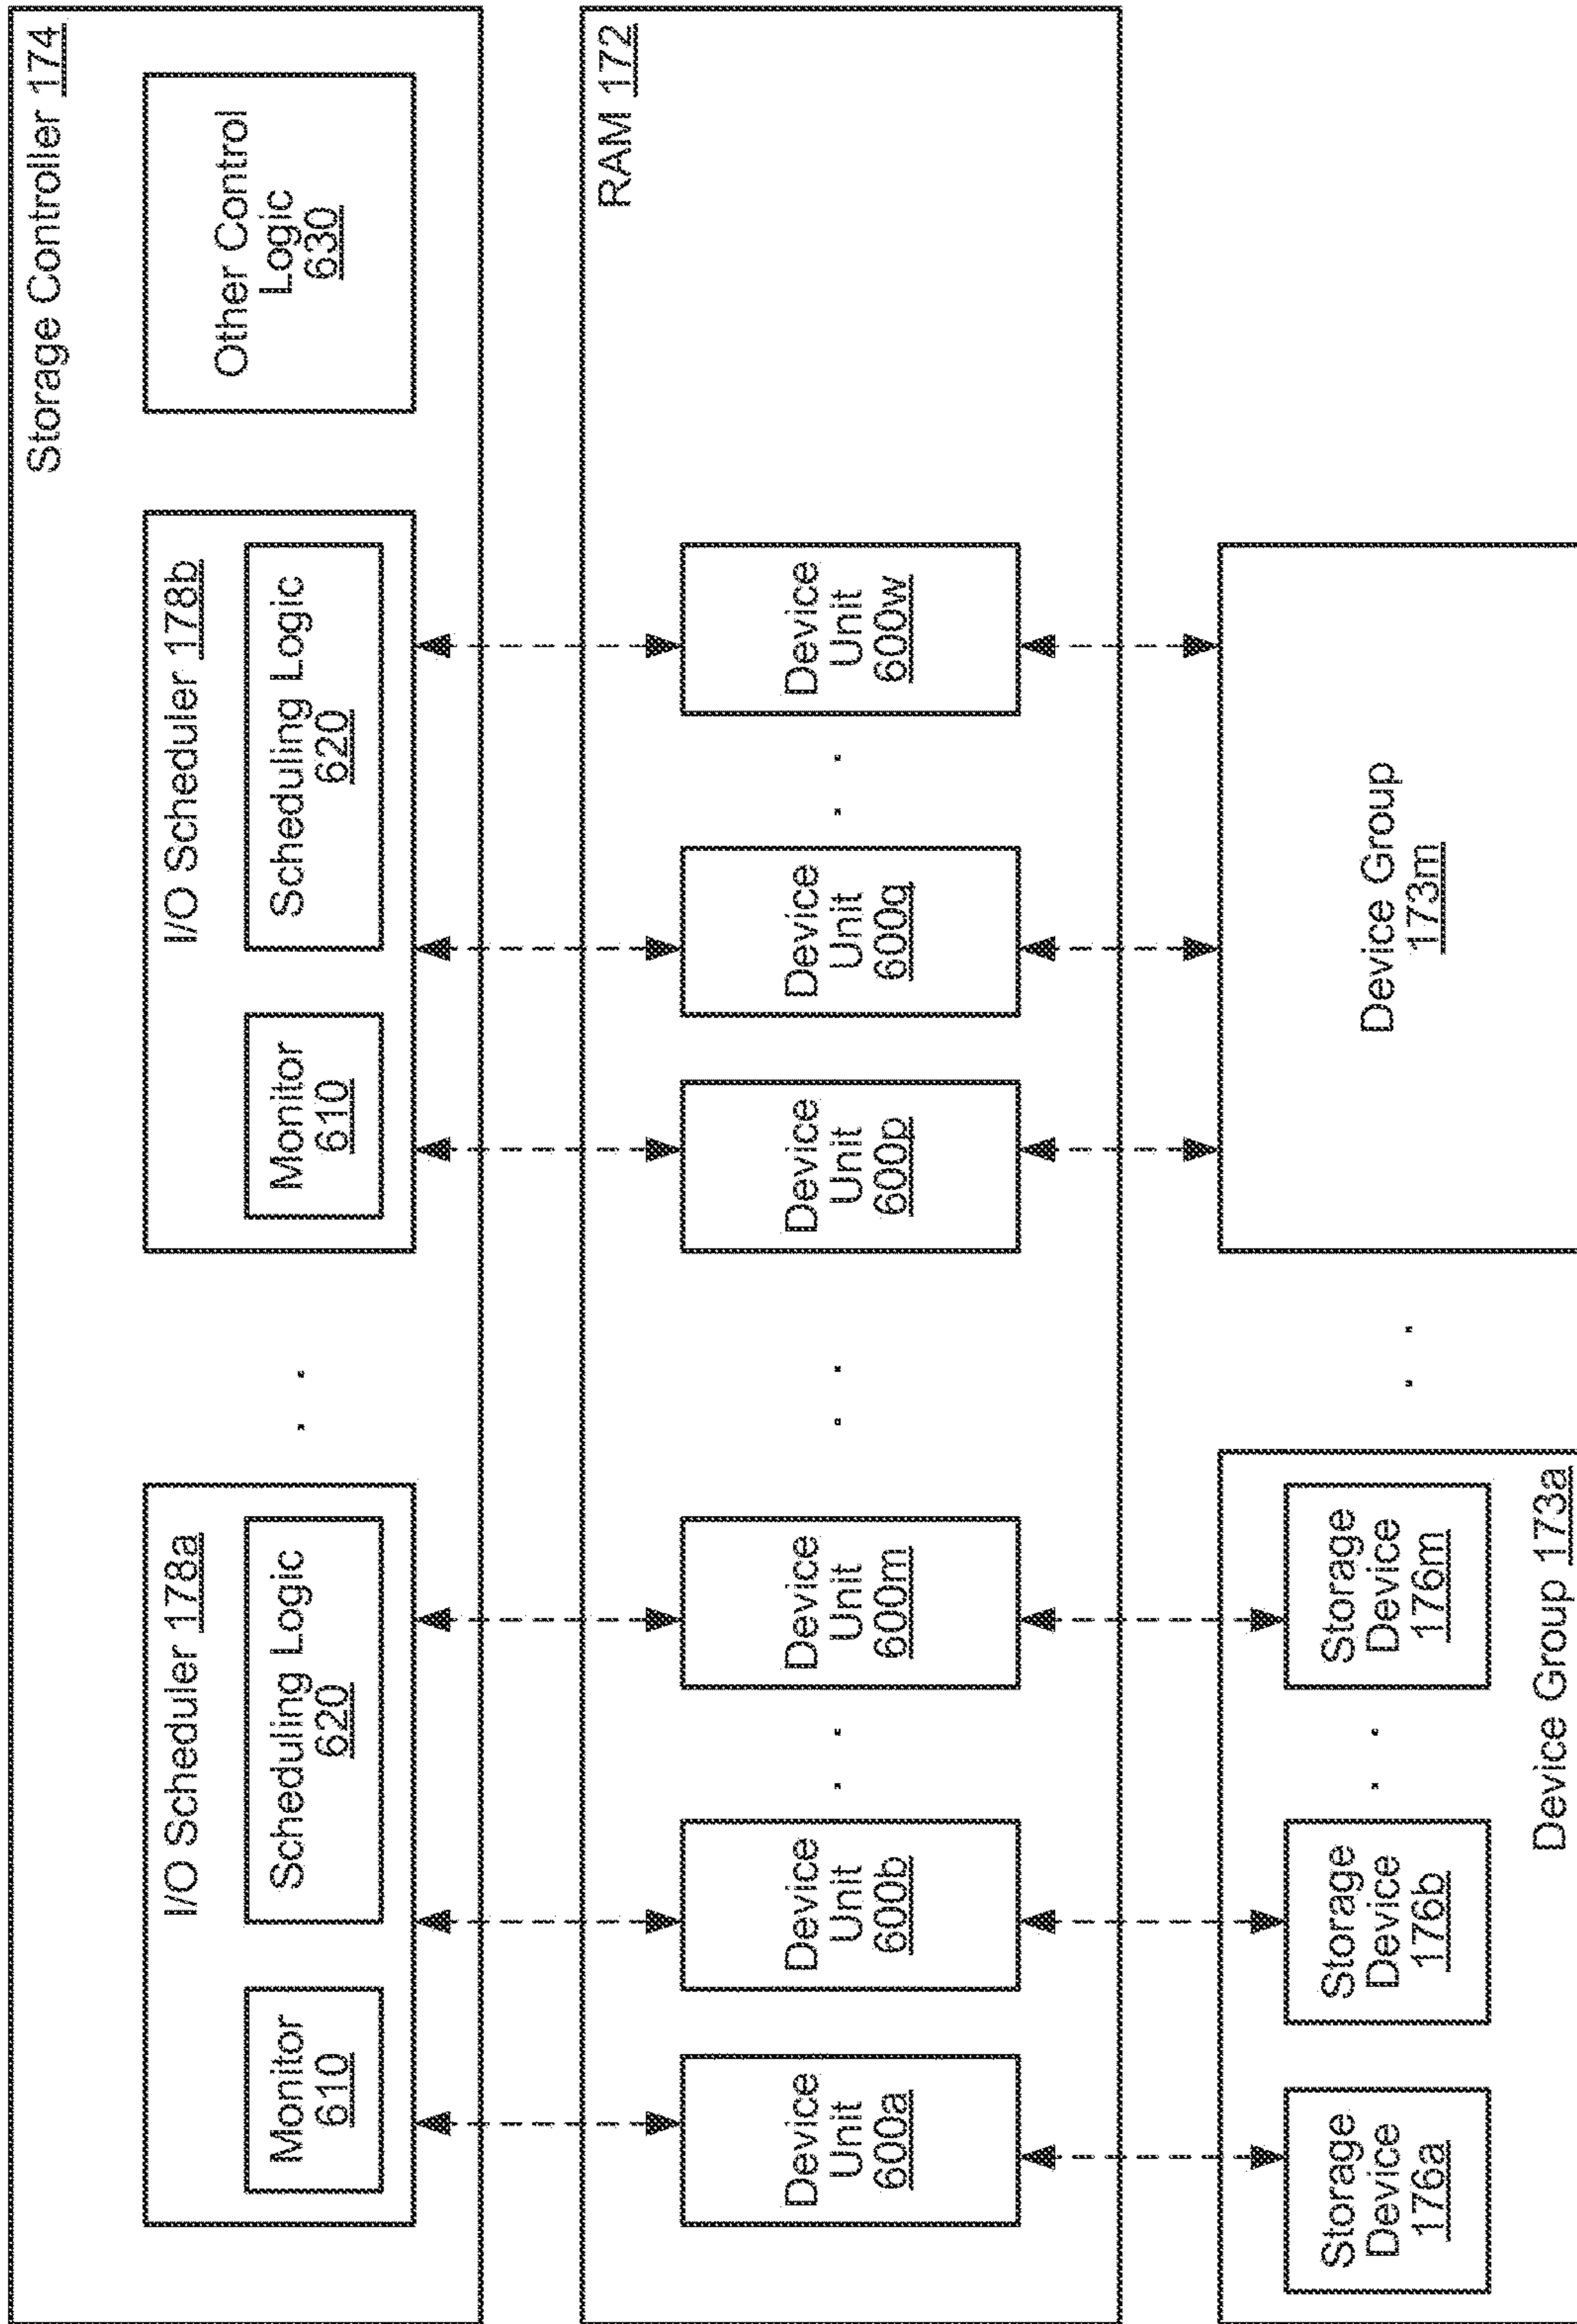 Storage Controller 174
I/O Scheduler 178a
Monitor
610
Scheduling Logic
620
I/O Scheduler 178b
Monitor
610
Scheduling Logic
620
Other Control
Logic
630
RAM 172
Device
Unit
600a
Device
Unit
600b
Device
Unit
600m
Device
Unit
600p
Device
Unit
600q
Device
Unit
600w
Storage
Device
176a
Storage
Device
176b
Storage
Device
176m
Device Group 173a
Device Group
173m